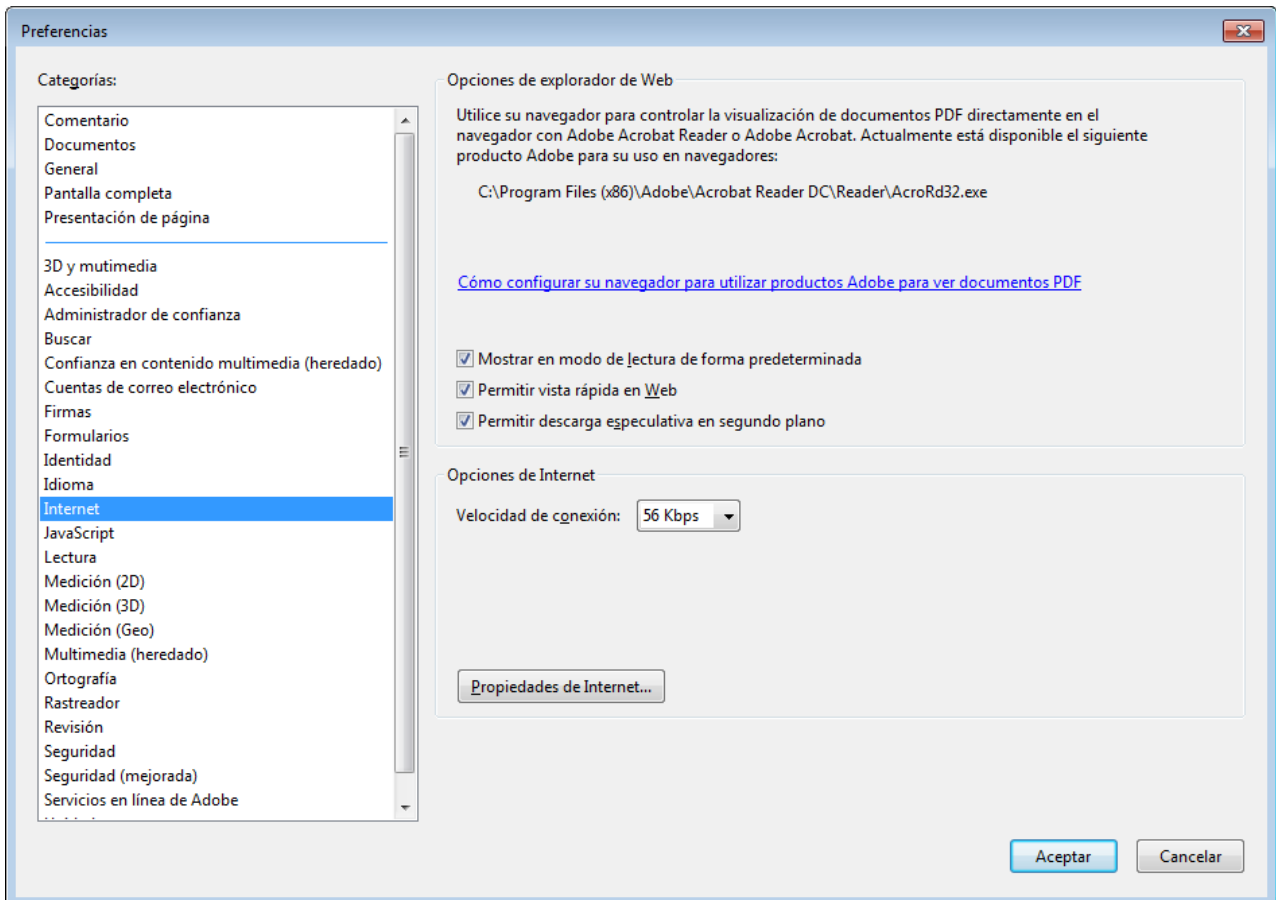 Preferencias
Categorías:
Comentario
Documentos
General
Pantalla completa
Presentación de página
3D y mutimedia
Accesibilidad
Administrador de confianza
Buscar
Confianza en contenido multimedia (heredado)
Cuentas de correo electrónico
Firmas
Formularios
Identidad
Idioma
Internet
JavaScript
Lectura
Medición (2D)
Medición (3D)
Medición (Geo)
Multimedia (heredado)
Ortografía
Rastreador
Revisión
Seguridad
Seguridad (mejorada)
Servicios en línea de Adobe
Opciones de explorador de Web
Utilice su navegador para controlar la visualización de documentos PDF directamente en el
navegador con Adobe Acrobat Reader o Adobe Acrobat. Actualmente está disponible el siguiente
producto Adobe para su uso en navegadores:
C:\Program Files (x86)\Adobe\Acrobat Reader DC\Reader\AcroRd32.exe
Cómo configurar su navegador para utilizar productos Adobe para ver documentos PDF
Mostrar en modo de lectura de forma predeterminada
Permitir vista rápida en Web
Permitir descarga especulativa en segundo plano
Opciones de Internet
Velocidad de conexión: 56 Kbps
Propiedades de Internet...
Aceptar Cancelar